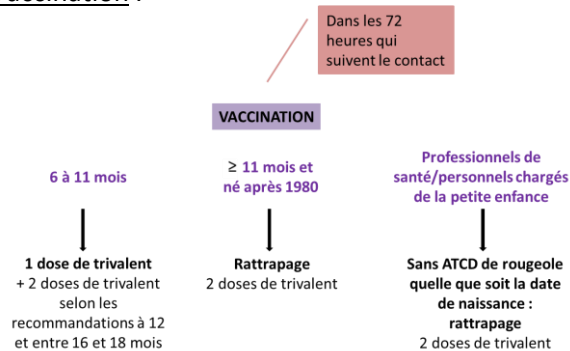 Vaccination :
Dans les 72
heures qui
suivent le contact
VACCINATION
6 à 11 mois
≥ 11 mois et
né après 1980
Professionnels de
santé/personnels chargés
de la petite enfance
1 dose de trivalent
+ 2 doses de trivalent
selon les
recommandations à 12
et entre 16 et 18 mois
Rattrapage
2 doses de trivalent
Sans ATCD de rougeole
quelle que soit la date
de naissance :
rattrapage
2 doses de trivalent